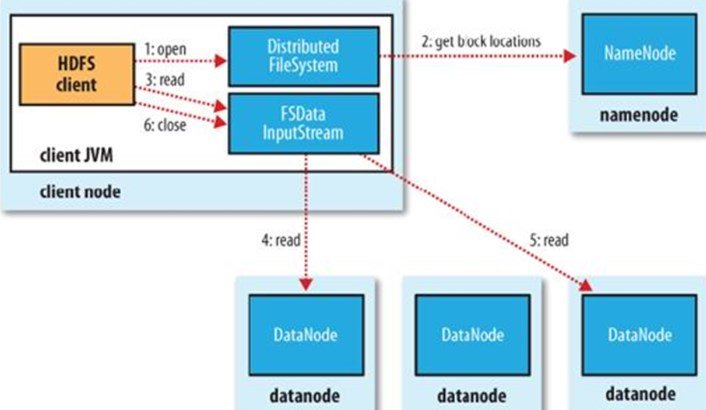 HDFS
client
1: open
3: read
6: close
Distributed
FileSystem
FSData
InputStream
client JVM
client node
2: get block locations
NameNode
namenode
4: read
5: read
DataNode
datanode
DataNode
datanode
DataNode
datanode